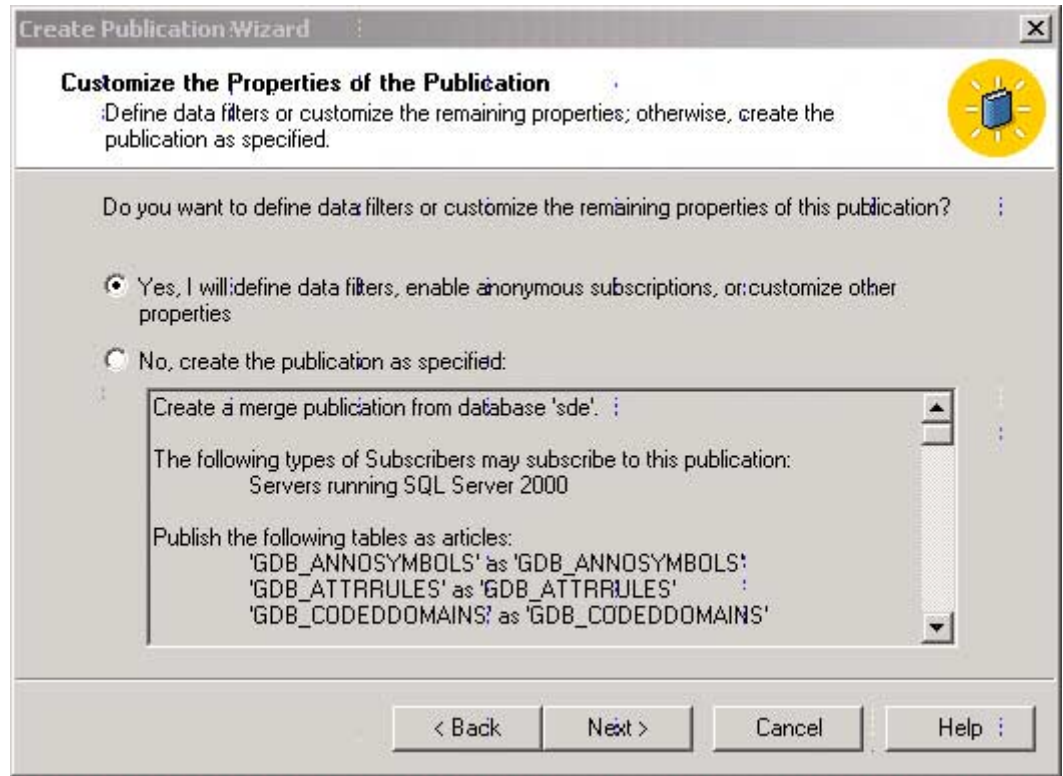 Create Publication Wizard
Customize the Properties of the Publication
Define data filters or customize the remaining properties; otherwise, create the
publication as specified.
Do you want to define data filters or customize the remaining properties of this publication?
Yes, I will define data filters, enable anonymous subscriptions, or customize other
properties
No, create the publication as specified:
Create a merge publication from database 'sde'.
The following types of Subscribers may subscribe to this publication:
Servers running SQL Server 2000
Publish the following tables as articles:
'GDB_ANNOSYMBOLS' as 'GDB_ANNOSYMBOLS'
'GDB_ATTRRULES' as 'GDB_ATTRRULES'
'GDB_CODEDDOMAINS' as 'GDB_CODEDDOMAINS'
< Back Next > Cancel Help